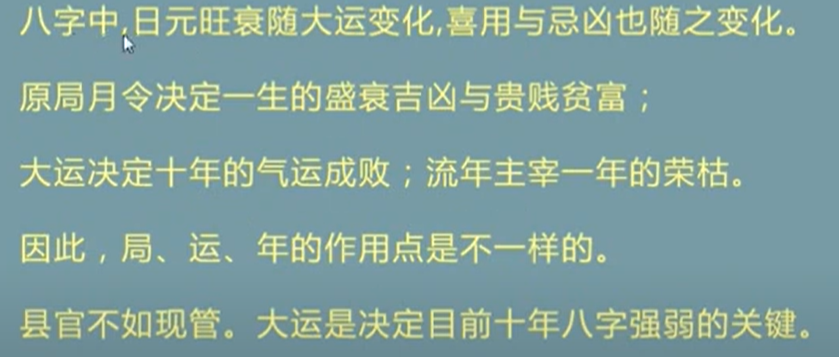 八字中,日元旺衰随大运变化,喜用与忌凶也随之变化。
原局月令决定一生的盛衰吉凶与贵贱贫富；
大运决定十年的气运成败；流年主宰一年的荣枯。
因此，局、运、年的作用点是不一样的。
县官不如现管。大运是决定目前十年八字强弱的关键。